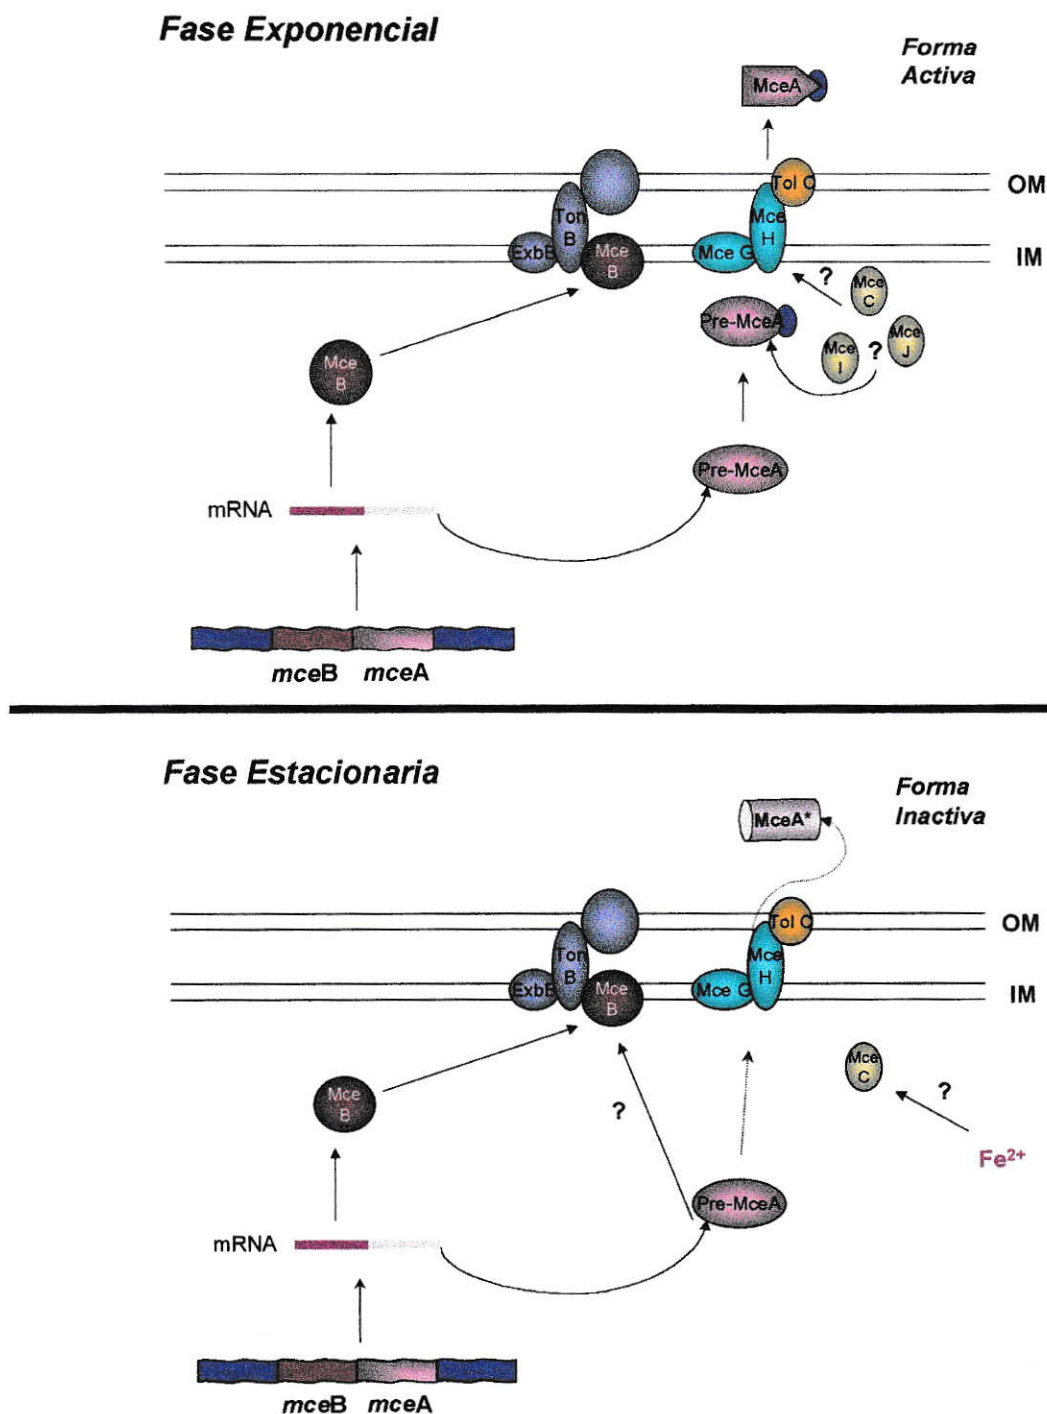 Fase Exponencial
Forma
Activa
MceA
Tol C
OM
Ton
B
Mce
H
ExbB
Mce
B
Mce G
IM
?
Mce
C
Pre-MceA
Mce
I
?
Mce
J
Mce
B
Pre-MceA
mRNA
mceB mceA
Fase Estacionaria
Forma
Inactiva
MceA*
Tol C
OM
Ton
B
Mce
H
ExbB
Mce
B
Mce G
IM
Mce
C
?
Mce
B
?
Fe²⁺
Pre-MceA
mRNA
mceB mceA